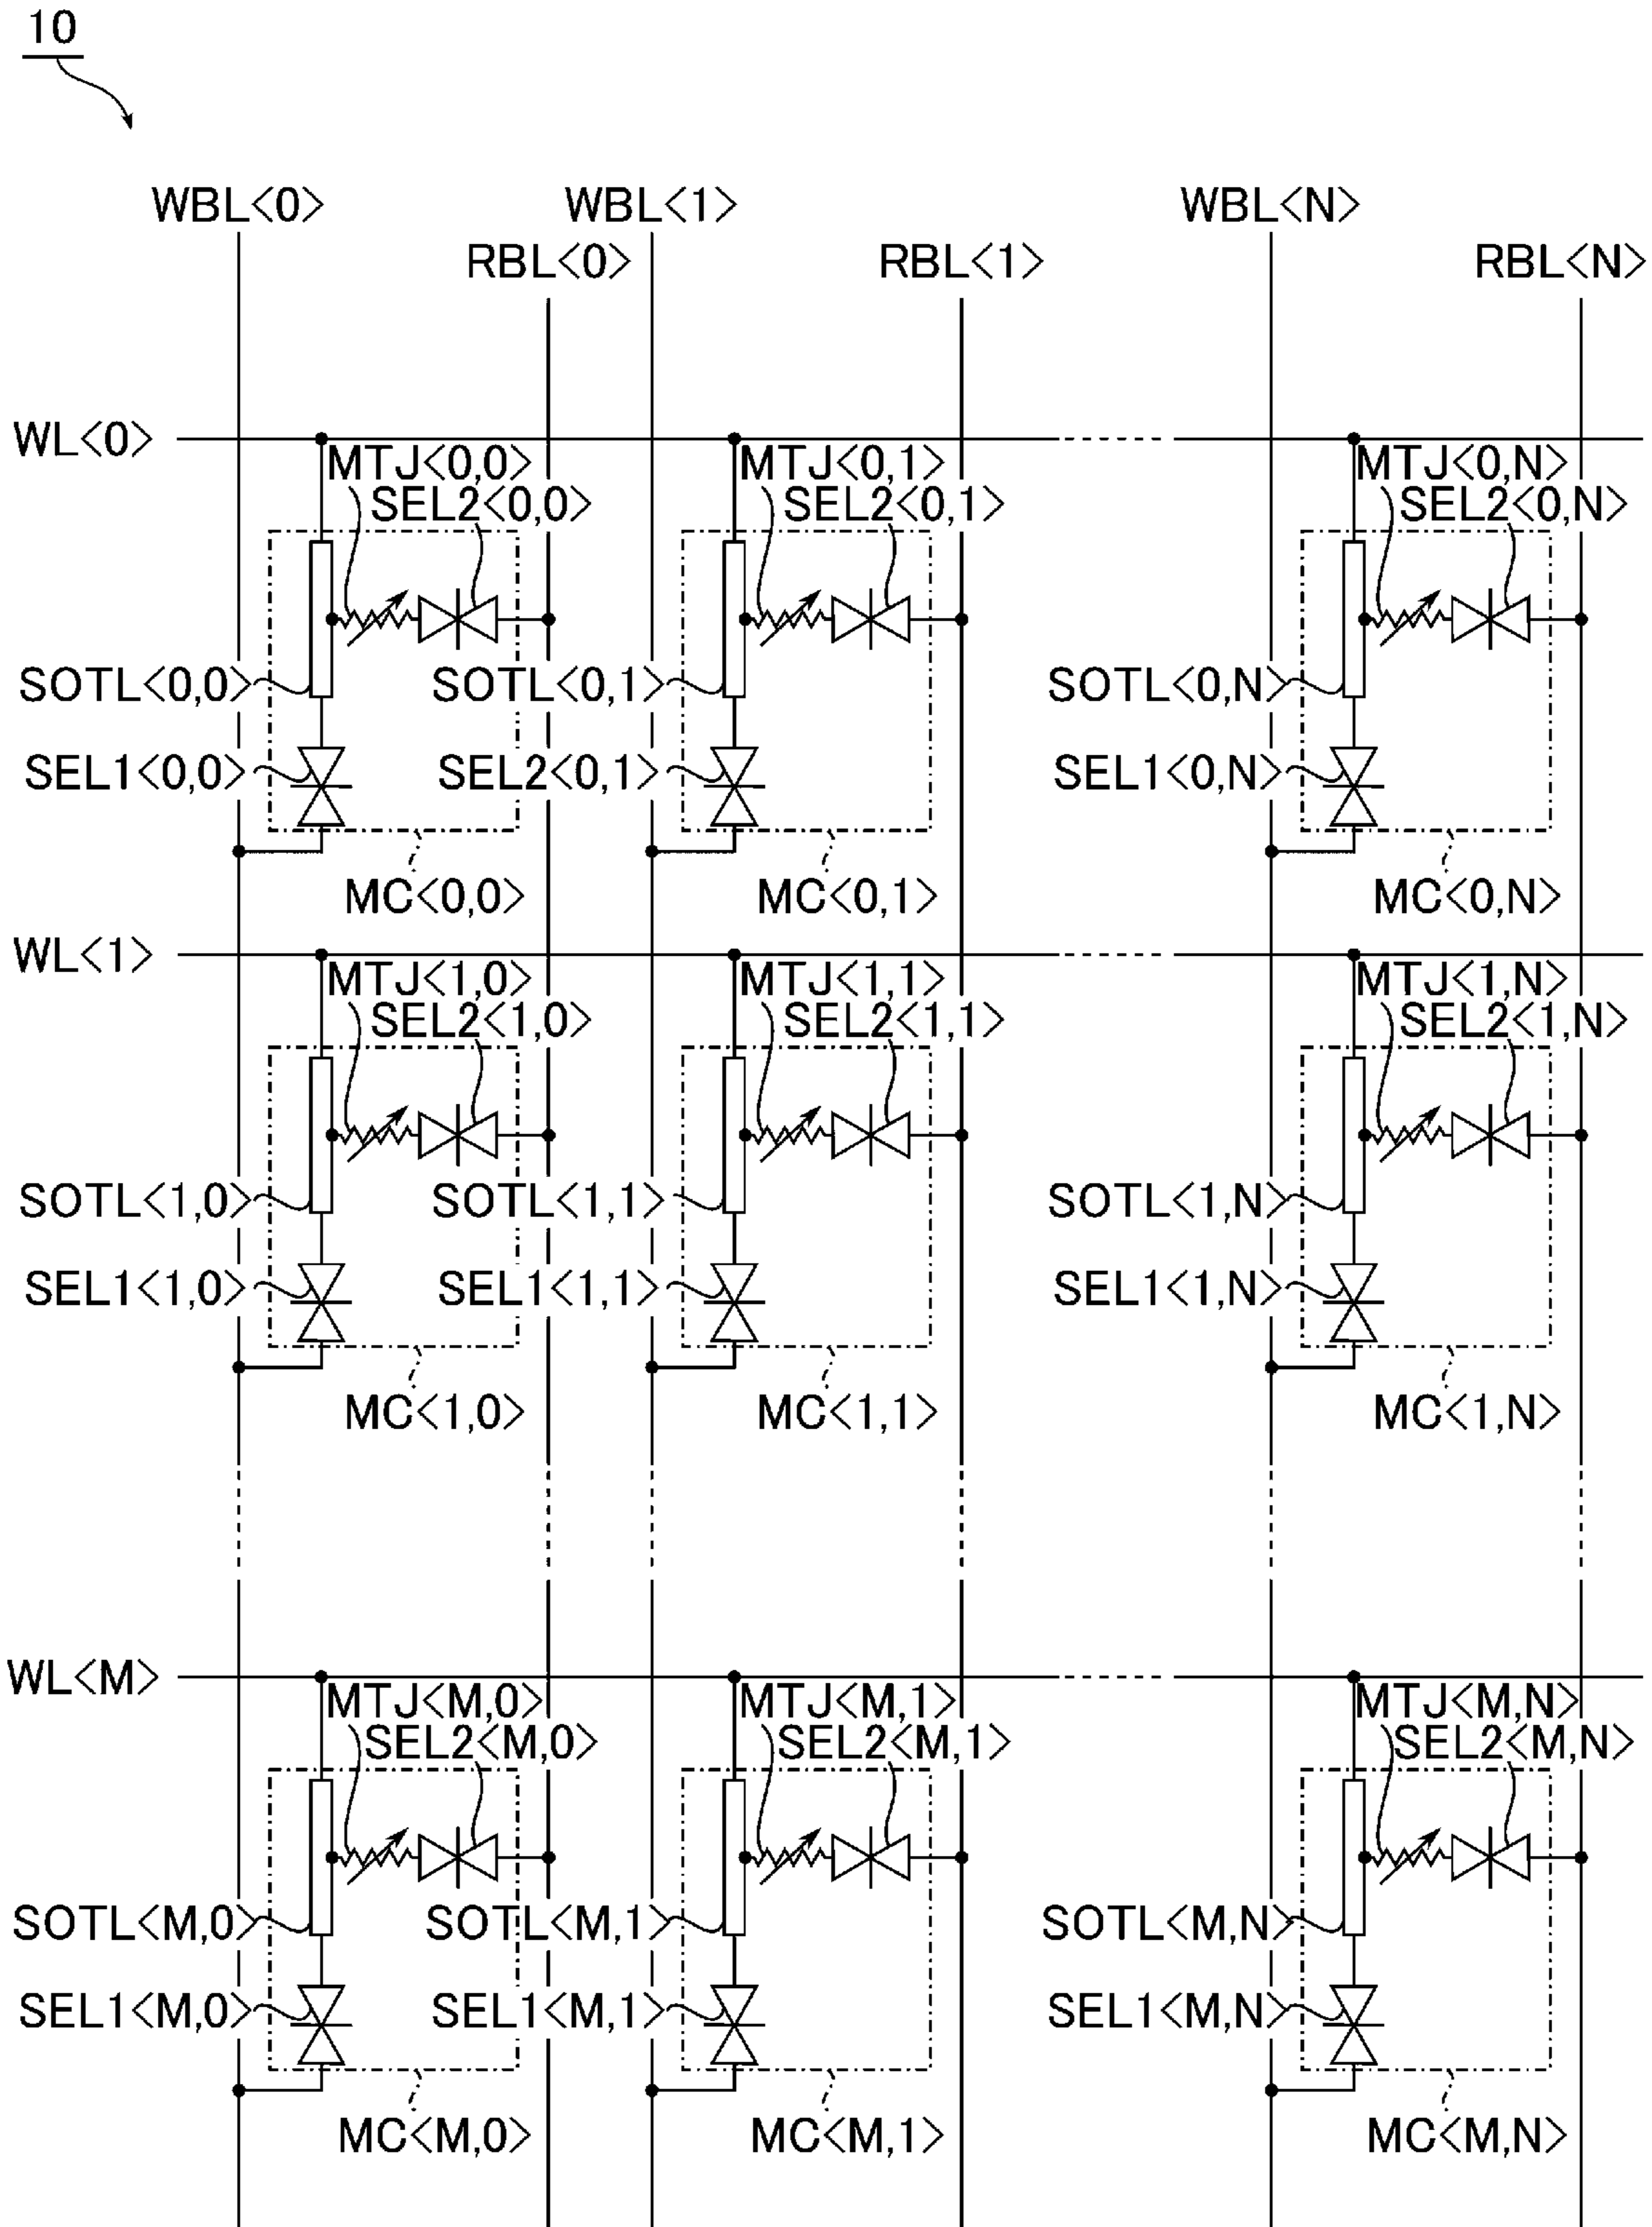 10
WBL<0> WBL<1> WBL<N>
RBL<0> RBL<1> RBL<N>
WL<0>
MTJ<0,0> MTJ<0,1> MTJ<0,N>
SEL2<0,0> SEL2<0,1> SEL2<0,N>
SOTL<0,0> SOTL<0,1> SOTL<0,N>
SEL1<0,0> SEL2<0,1> SEL1<0,N>
MC<0,0> MC<0,1> MC<0,N>
WL<1>
MTJ<1,0> MTJ<1,1> MTJ<1,N>
SEL2<1,0> SEL2<1,1> SEL2<1,N>
SOTL<1,0> SOTL<1,1> SOTL<1,N>
SEL1<1,0> SEL1<1,1> SEL1<1,N>
MC<1,0> MC<1,1> MC<1,N>
WL<M>
MTJ<M,0> MTJ<M,1> MTJ<M,N>
SEL2<M,0> SEL2<M,1> SEL2<M,N>
SOTL<M,0> SOTL<M,1> SOTL<M,N>
SEL1<M,0> SEL1<M,1> SEL1<M,N>
MC<M,0> MC<M,1> MC<M,N>